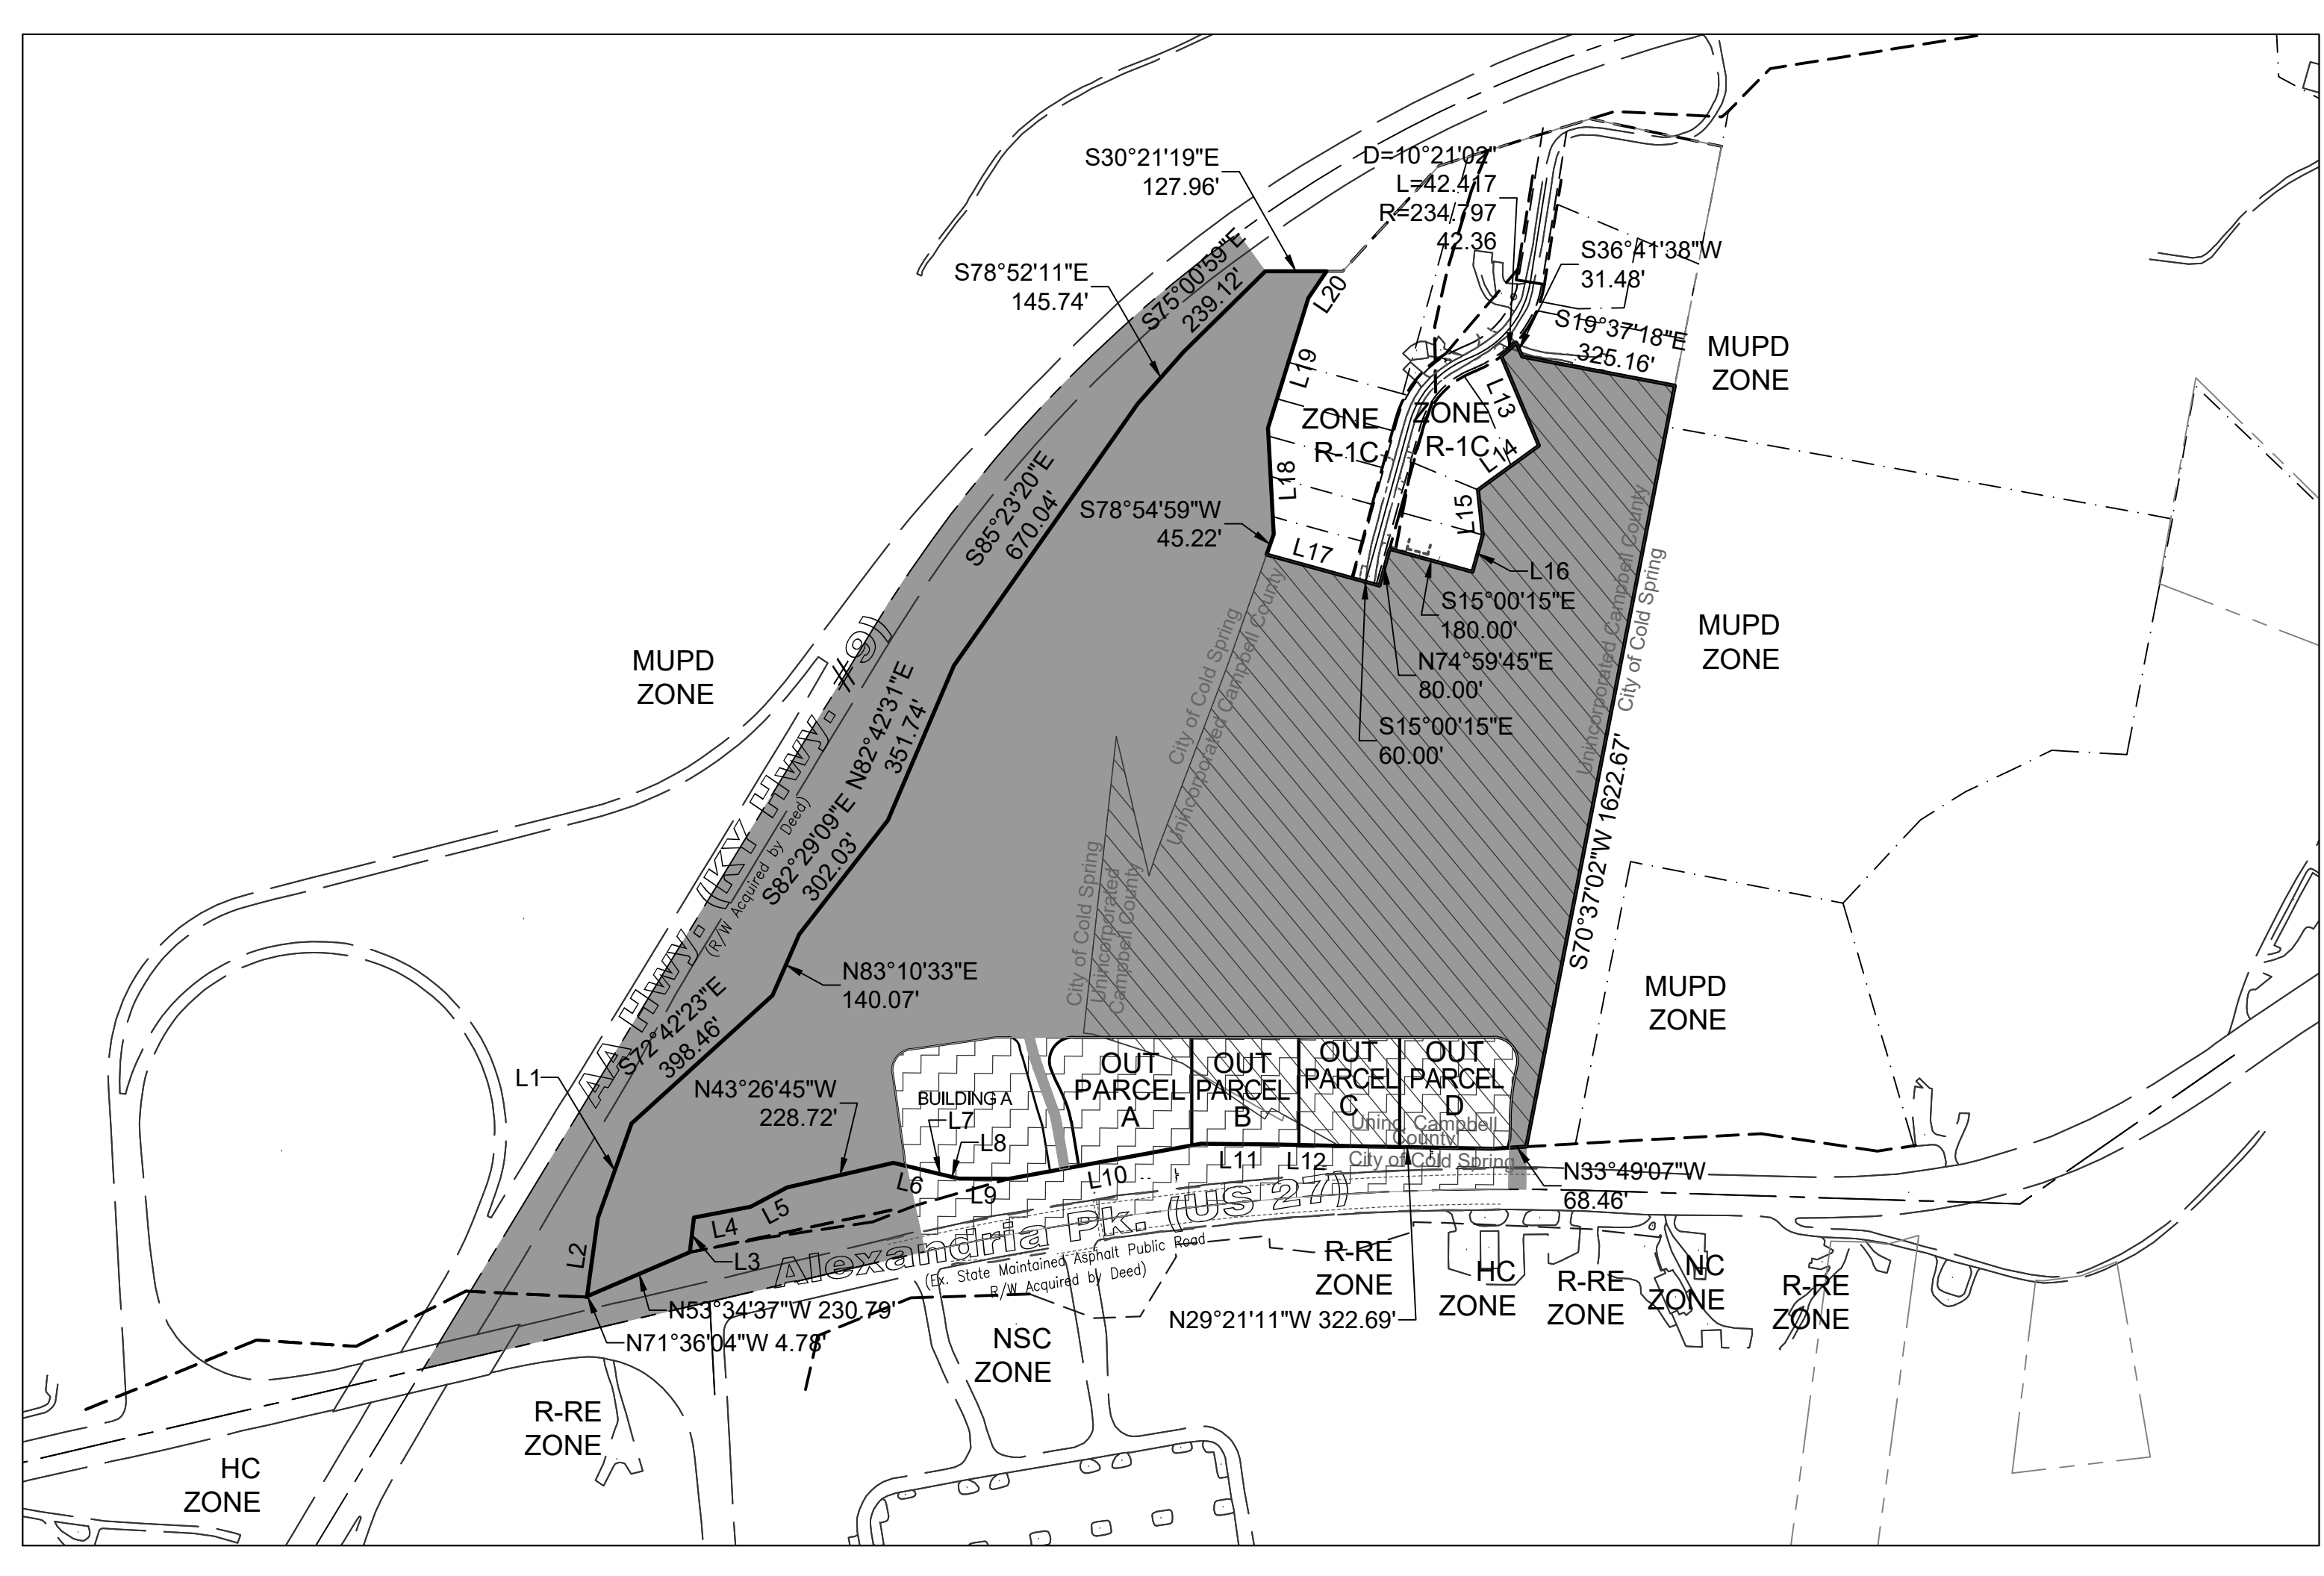 S30°21'19"E
127.96'
D=10°21'02"
L=42.417
R=234.797
42.36
S36°41'38"W
31.48'
S78°52'11"E
145.74'
S75°00'59"E
239.12'
L20
S19°37'18"E
325.16'
MUPD
ZONE
L19
L13
ZONE
R-1C
ZONE
R-1C
L14
L18
L15
S85°23'20"E
670.04'
S78°54'59"W
45.22'
L17
L16
S15°00'15"E
180.00'
N74°59'45"E
80.00'
S15°00'15"E
60.00'
Unincorporated Campbell County
City of Cold Spring
MUPD
ZONE
MUPD
ZONE
City of Cold Spring
Unincorporated Campbell County
AA Hwy. (KY Hwy. #9)
(R/W Acquired by Deed)
N82°42'31"E
351.74'
S82°29'09"E
302.03'
S70°37'02"W 1622.67'
City of Cold Spring
Unincorporated
Campbell County
N83°10'33"E
140.07'
S72°42'23"E
398.46'
MUPD
ZONE
L1
N43°26'45"W
228.72'
BUILDING A
L7
L8
OUT
PARCEL
A
OUT
PARCEL
B
OUT
PARCEL
C
OUT
PARCEL
D
Uninc. Campbell
County
City of Cold Spring
L6
L9
L10
L11
L12
L5
L4
L3
L2
N33°49'07"W
68.46'
Alexandria Pk. (US 27)
(Ex. State Maintained Asphalt Public Road
R/W Acquired by Deed)
N53°34'37"W 230.79'
N71°36'04"W 4.78'
N29°21'11"W 322.69'
R-RE
ZONE
HC
ZONE
R-RE
ZONE
NC
ZONE
R-RE
ZONE
NSC
ZONE
R-RE
ZONE
HC
ZONE